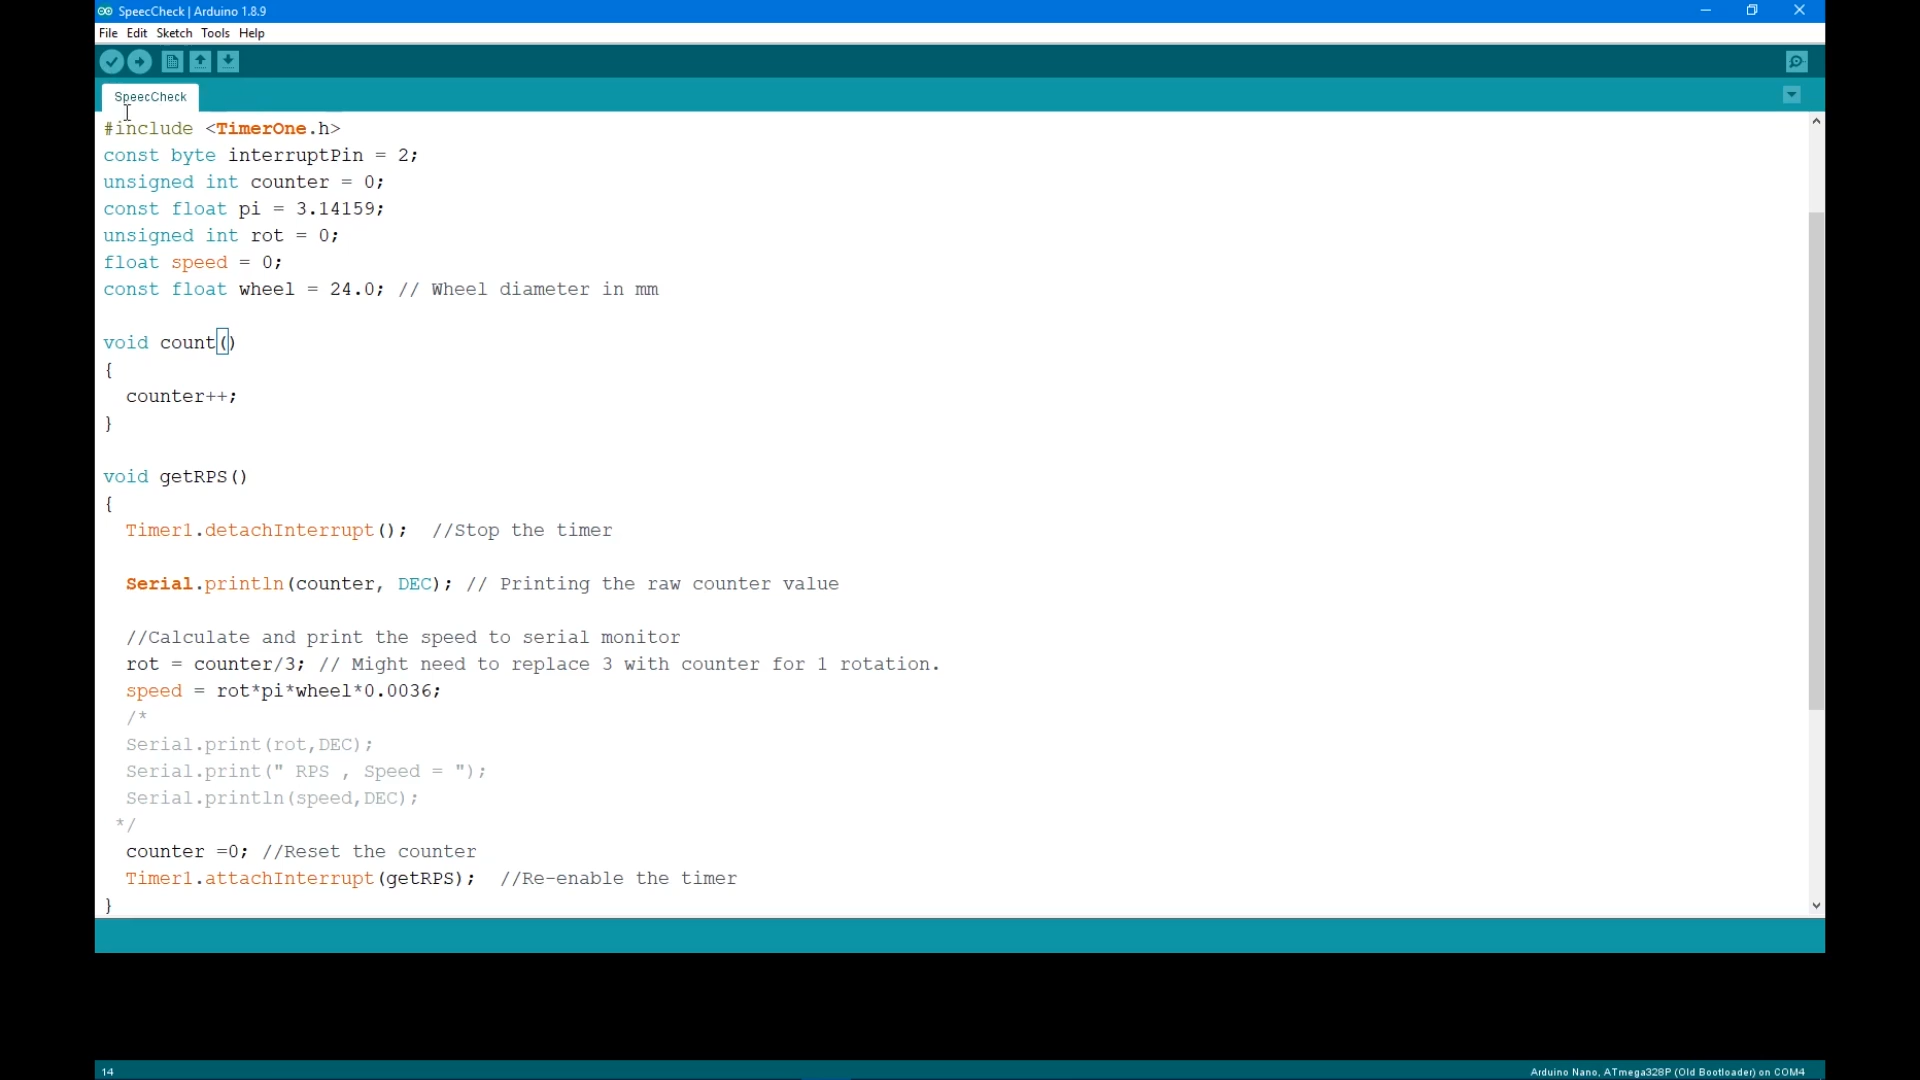 SpeecCheck | Arduino 1.8.9
File Edit Sketch Tools Help
SpeecCheck
#include <TimerOne.h>
const byte interruptPin = 2;
unsigned int counter = 0;
const float pi = 3.14159;
unsigned int rot = 0;
float speed = 0;
const float wheel = 24.0; // Wheel diameter in mm
void count()
{
counter++;
}
void getRPS()
{
Timer1.detachInterrupt(); //Stop the timer
Serial.println(counter, DEC); // Printing the raw counter value
//Calculate and print the speed to serial monitor
rot = counter/3; // Might need to replace 3 with counter for 1 rotation.
speed = rot*pi*wheel*0.0036;
/*
Serial.print(rot,DEC);
Serial.print(" RPS , Speed = ");
Serial.println(speed,DEC);
*/
counter =0; //Reset the counter
Timer1.attachInterrupt(getRPS); //Re-enable the timer
}
14
Arduino Nano, ATmega328P (Old Bootloader) on COM4